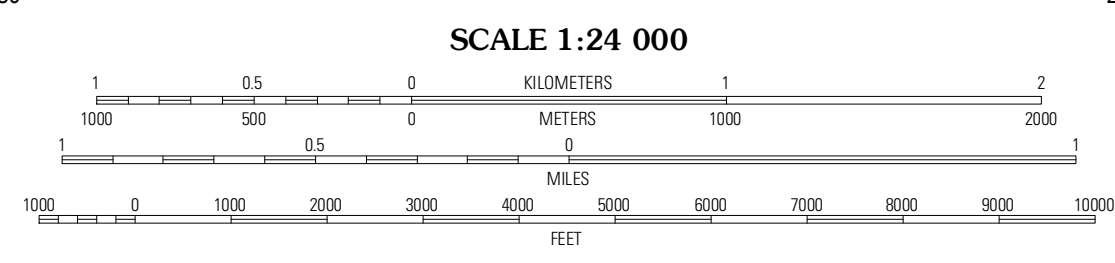 SCALE 1:24 000
1 0.5 0 KILOMETERS 1 2
1000 500 0 METERS 1000 2000
1 0.5 0 1
MILES
1000 0 1000 2000 3000 4000 5000 6000 7000 8000 9000 10000
FEET